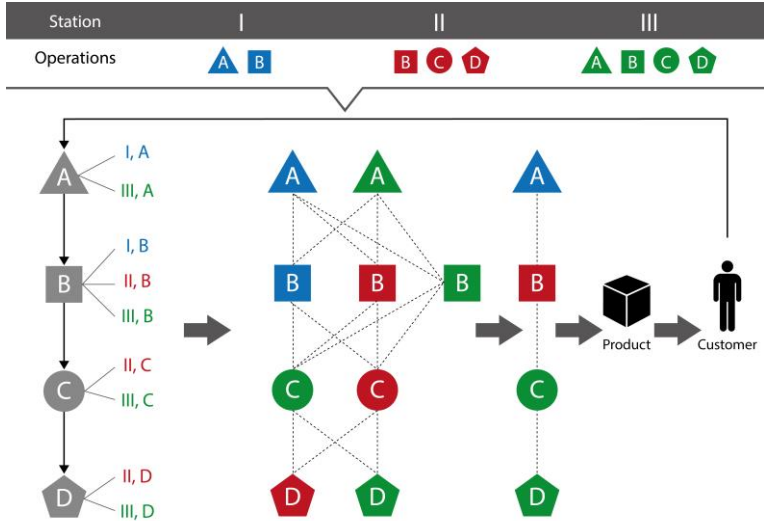 Station I II III
Operations A B B C D A B C D
A I, A
III, A
A A A
B I, B
II, B
III, B
B B B B
Product Customer
C II, C
III, C
C C C
D II, D
III, D
D D D